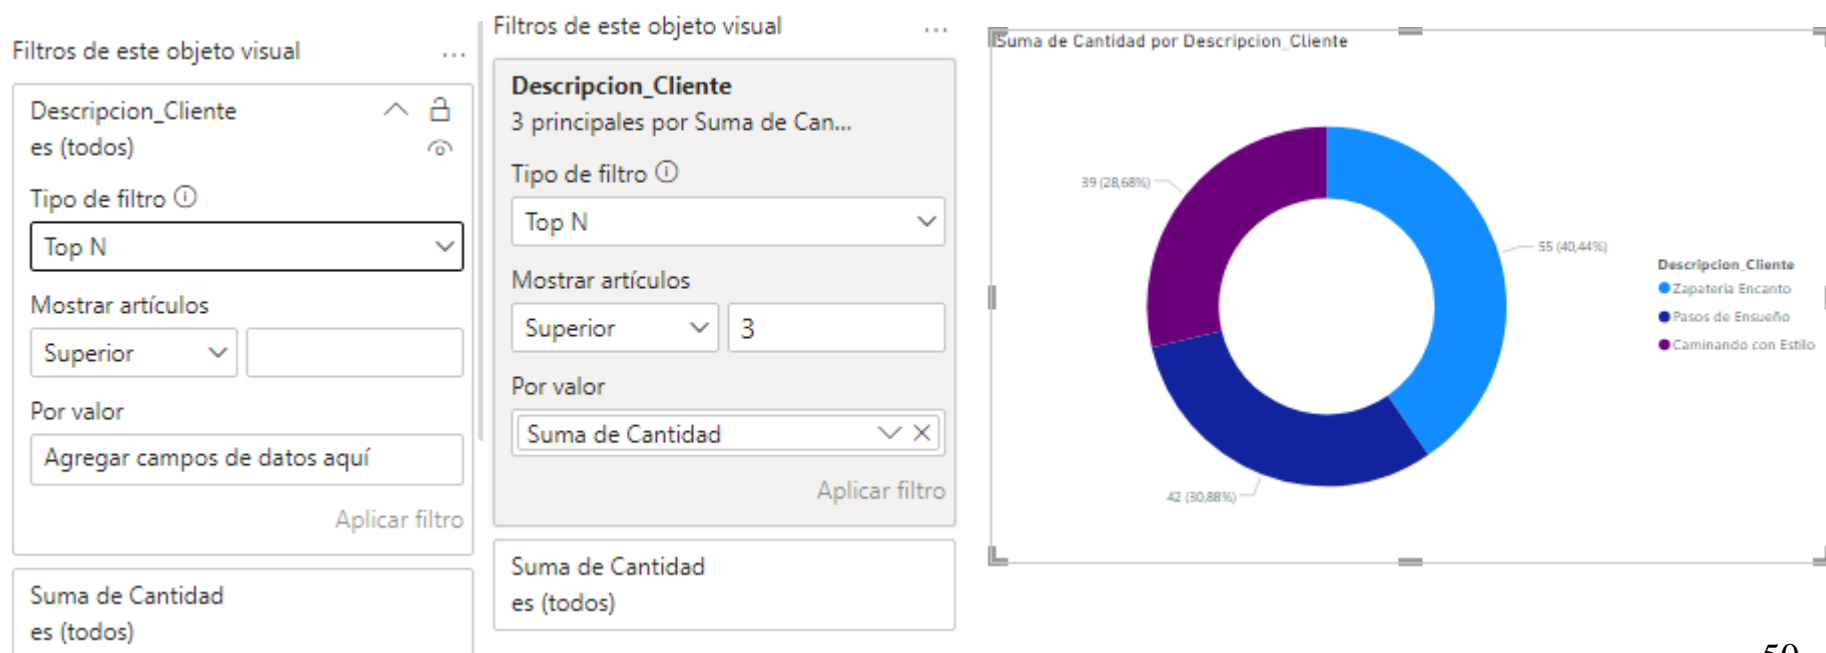 Filtros de este objeto visual
Descripcion_Cliente
es (todos)
Tipo de filtro
Top N
Mostrar artículos
Superior
Por valor
Agregar campos de datos aquí
Aplicar filtro
Suma de Cantidad
es (todos)
Filtros de este objeto visual
Descripcion_Cliente
3 principales por Suma de Can...
Tipo de filtro
Top N
Mostrar artículos
Superior 3
Por valor
Suma de Cantidad
Aplicar filtro
Suma de Cantidad
es (todos)
Suma de Cantidad por Descripcion_Cliente
39 (28,68%)
55 (40,44%)
42 (30,88%)
Descripcion_Cliente
Zapatería Encanto
Pasos de Ensueño
Caminando con Estilo